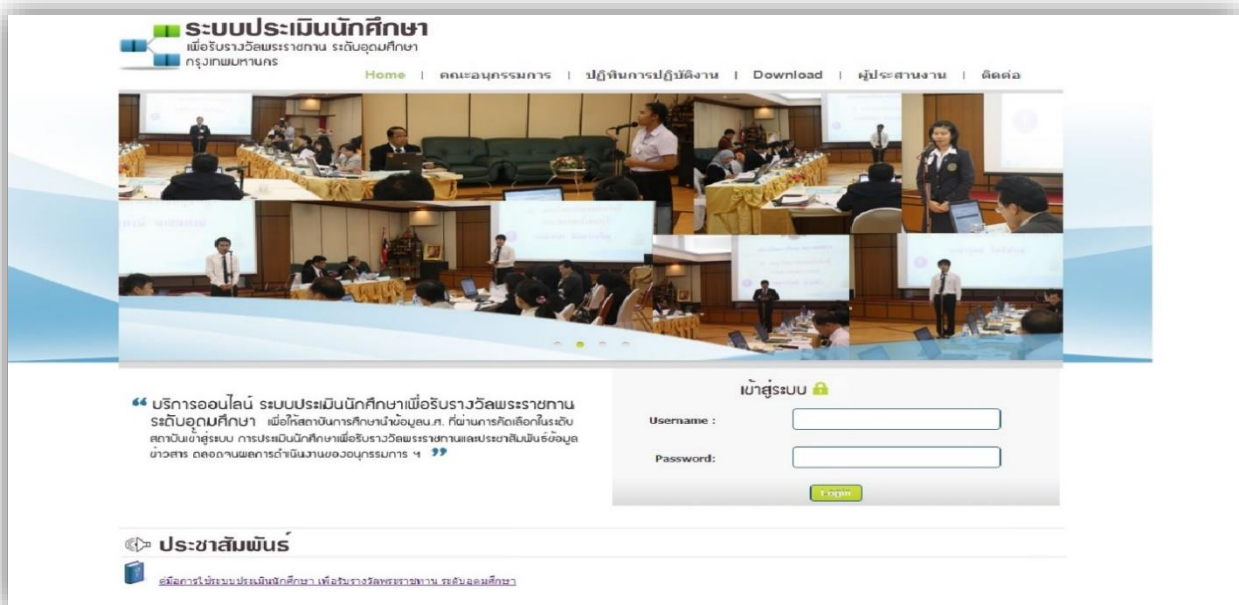 ระบบประเมินนักศึกษา
เพื่อรับรางวัลพระราชทาน ระดับอุดมศึกษา
กรุงเทพมหานคร
Home | คณะอนุกรรมการ | ปฏิทินการปฏิบัติงาน | Download | ผู้ประสานงาน | ติดต่อ
“ บริการออนไลน์ ระบบประเมินนักศึกษาเพื่อรับรางวัลพระราชทาน
ระดับอุดมศึกษา เพื่อให้สถาบันการศึกษานำข้อมูลน.ศ. ที่ผ่านการคัดเลือกในระดับ
สถาบันเข้าสู่ระบบ การประเมินนักศึกษาเพื่อรับรางวัลพระราชทานและประชาสัมพันธ์ข้อมูล
ข่าวสาร ตลอดจนผลการดำเนินงานของอนุกรรมการ ฯ ”
เข้าสู่ระบบ
Username :
Password:
Login
ประชาสัมพันธ์
คู่มือการใช้ระบบประเมินนักศึกษา เพื่อรับรางวัลพระราชทาน ระดับอุดมศึกษา